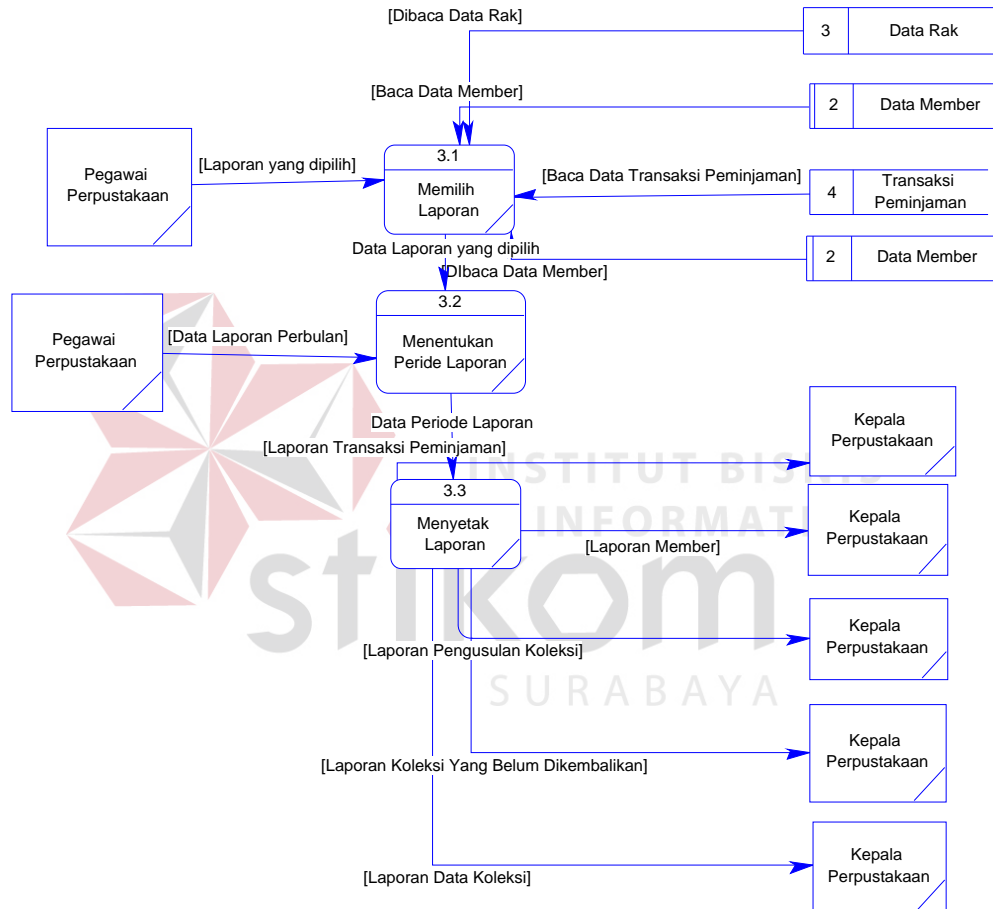 [Dibaca Data Rak]
3 Data Rak
[Baca Data Member]
2 Data Member
Pegawai
Perpustakaan
[Laporan yang dipilih]
3.1
Memilih
Laporan
[Baca Data Transaksi Peminjaman]
4 Transaksi
Peminjaman
Data Laporan yang dipilih
[DIbaca Data Member]
2 Data Member
Pegawai
Perpustakaan
[Data Laporan Perbulan]
3.2
Menentukan
Peride Laporan
Data Periode Laporan
[Laporan Transaksi Peminjaman]
Kepala
Perpustakaan
INSTITUT BISNIS
3.3
Menyetak
Laporan
INFORMATI
[Laporan Member]
Kepala
Perpustakaan
stikom
[Laporan Pengusulan Koleksi]
Kepala
Perpustakaan
SURABAYA
[Laporan Koleksi Yang Belum Dikembalikan]
Kepala
Perpustakaan
[Laporan Data Koleksi]
Kepala
Perpustakaan